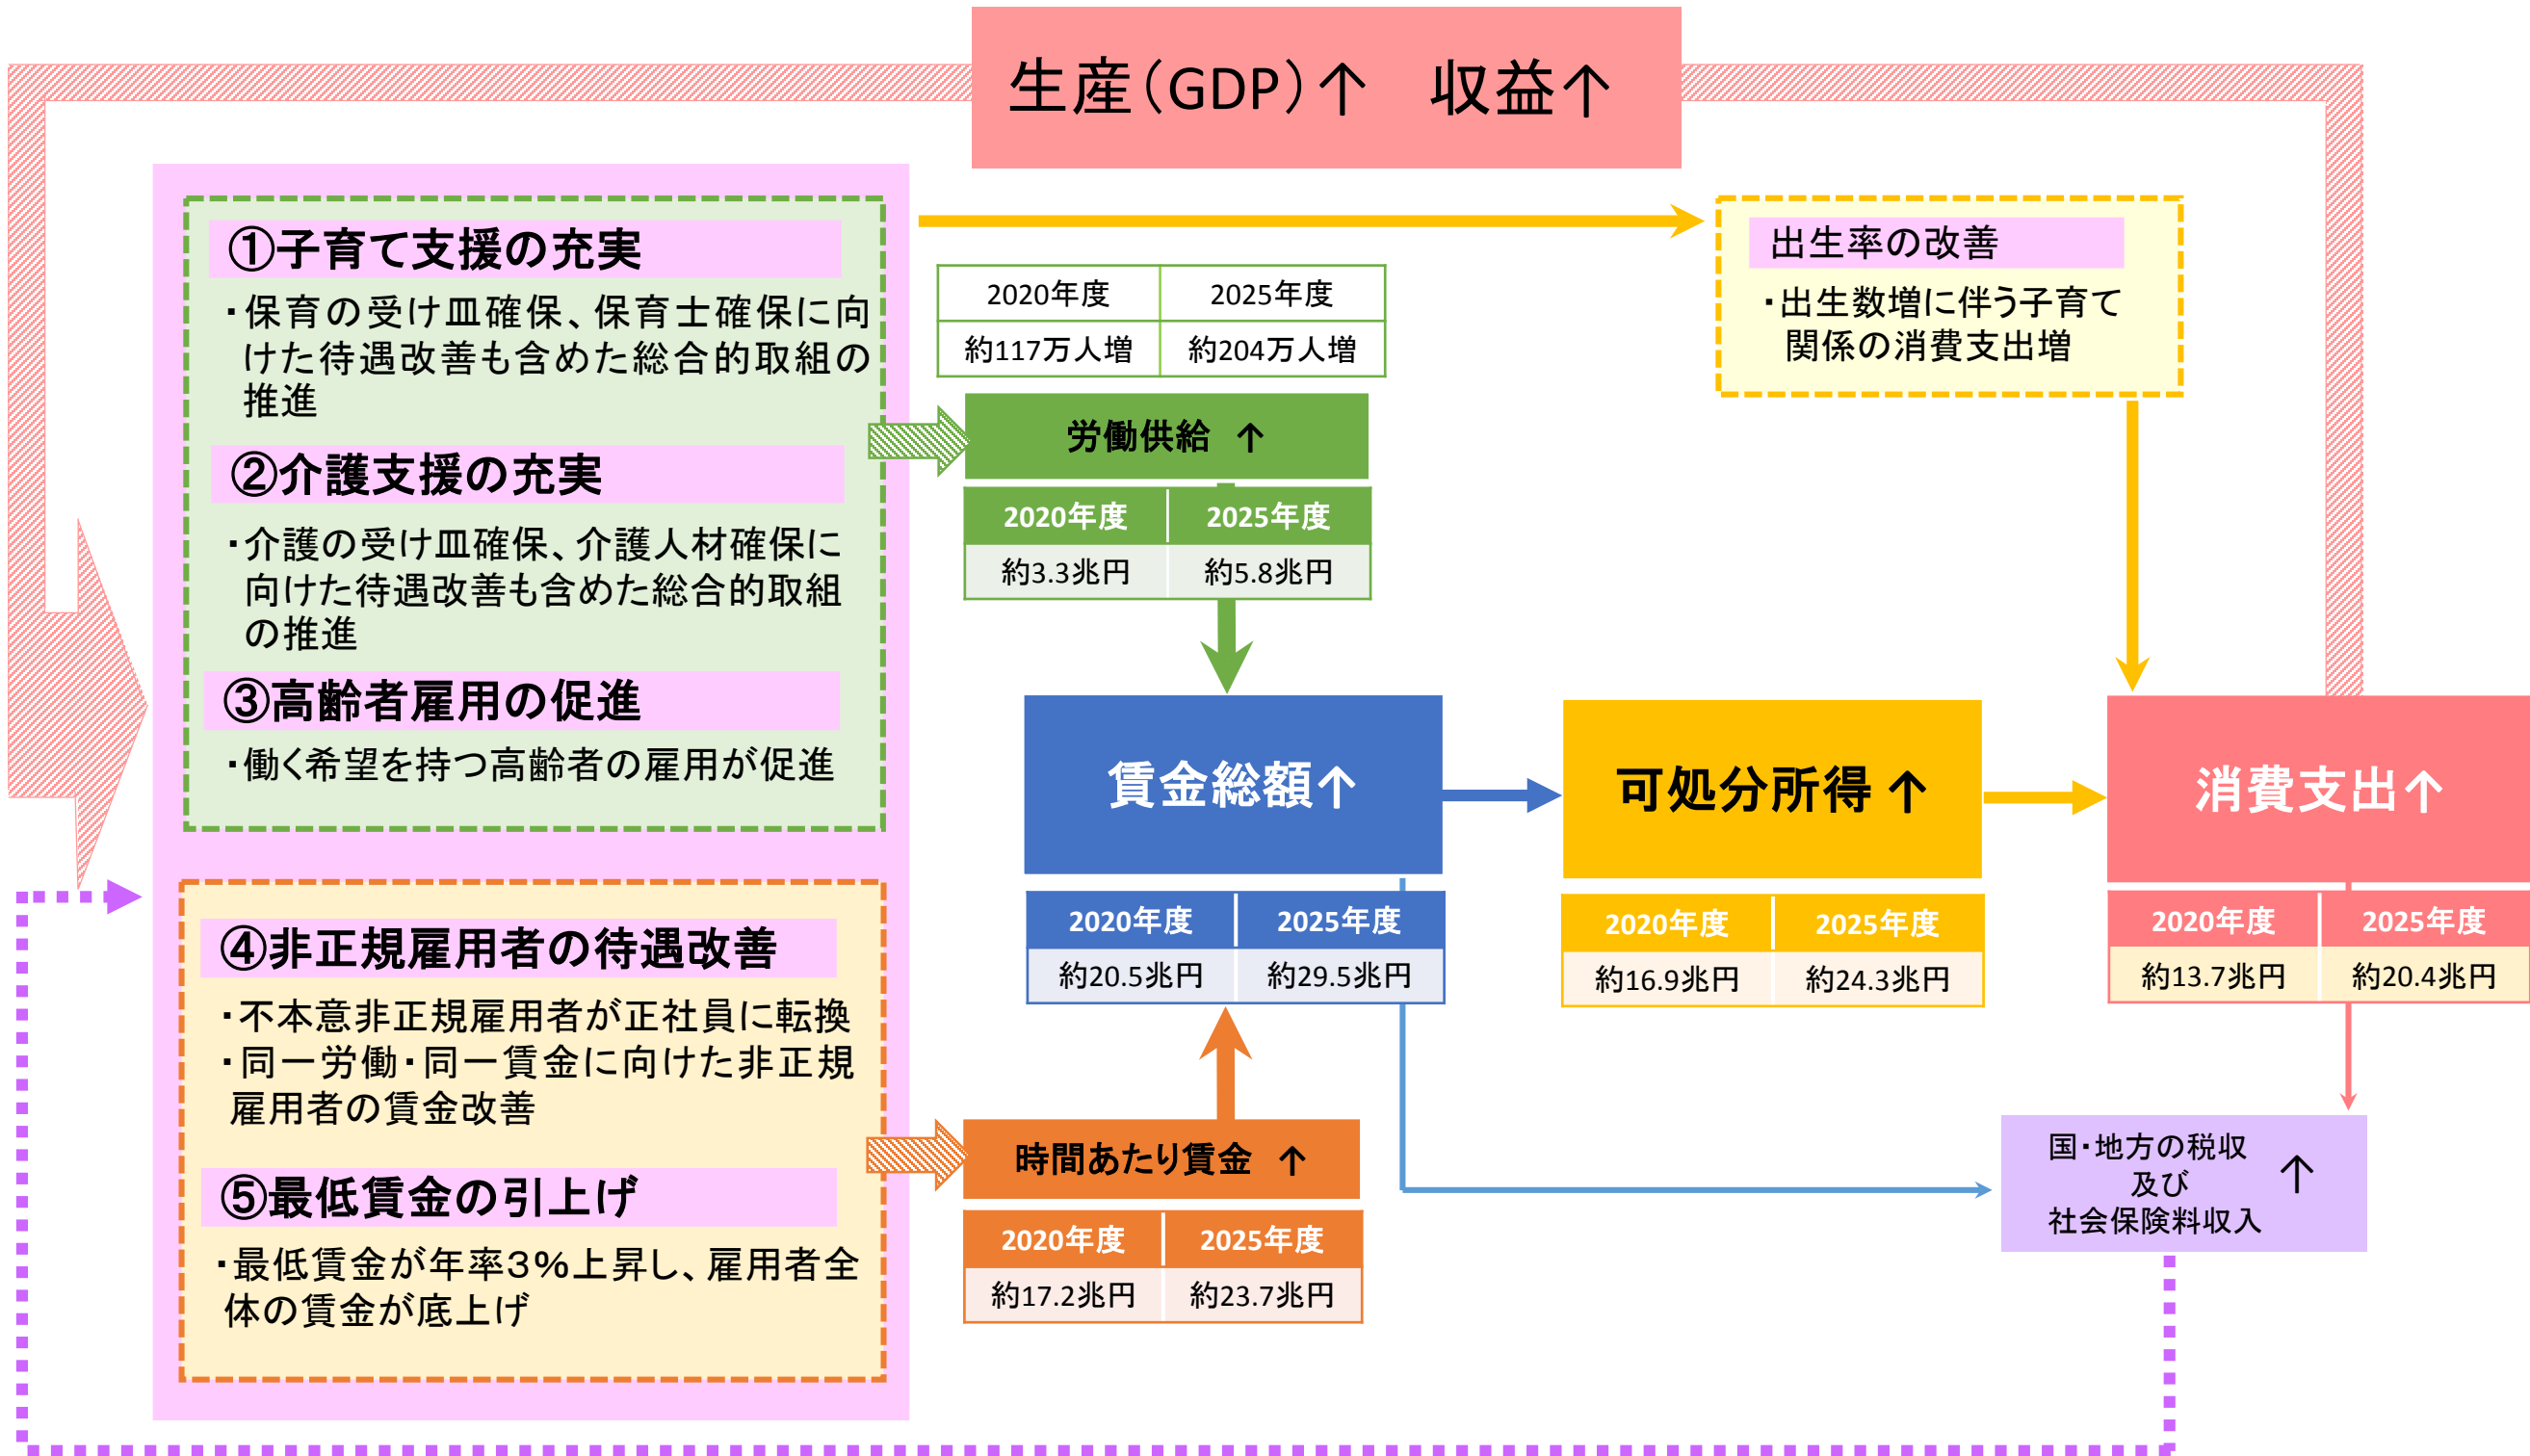 生産(GDP)↑　収益↑
①子育て支援の充実
・保育の受け皿確保、保育士確保に向
けた待遇改善も含めた総合的取組の
推進
②介護支援の充実
・介護の受け皿確保、介護人材確保に
向けた待遇改善も含めた総合的取組
の推進
③高齢者雇用の促進
・働く希望を持つ高齢者の雇用が促進
④非正規雇用者の待遇改善
・不本意非正規雇用者が正社員に転換
・同一労働・同一賃金に向けた非正規
雇用者の賃金改善
⑤最低賃金の引上げ
・最低賃金が年率3%上昇し、雇用者全
体の賃金が底上げ
2020年度 2025年度
約117万人増 約204万人増
労働供給 ↑
2020年度 2025年度
約3.3兆円 約5.8兆円
出生率の改善
・出生数増に伴う子育て
関係の消費支出増
賃金総額↑
2020年度 2025年度
約20.5兆円 約29.5兆円
可処分所得 ↑
2020年度 2025年度
約16.9兆円 約24.3兆円
消費支出↑
2020年度 2025年度
約13.7兆円 約20.4兆円
時間あたり賃金 ↑
2020年度 2025年度
約17.2兆円 約23.7兆円
国・地方の税収
及び
社会保険料収入
↑